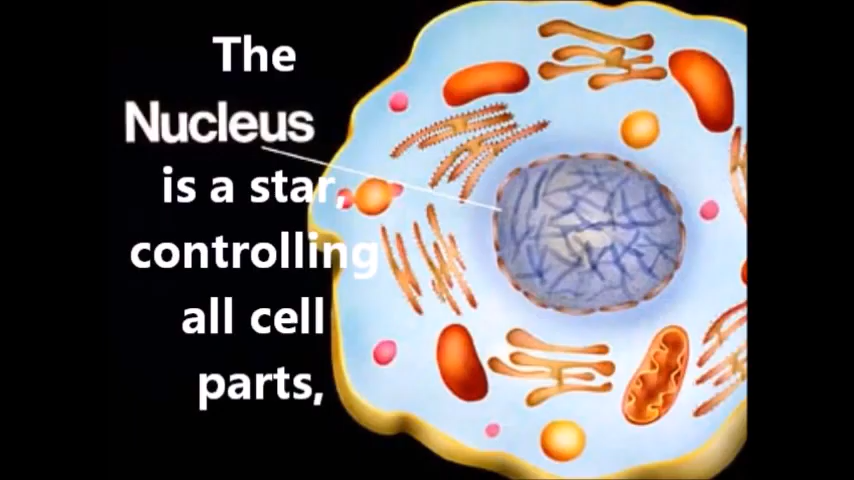 The
Nucleus
is a star,
controlling
all cell
parts,